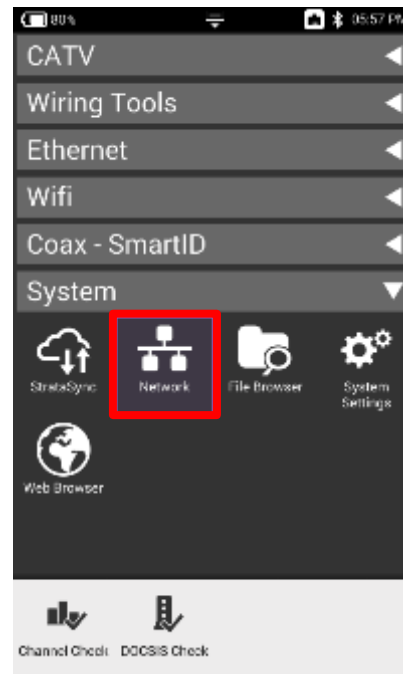 80% 05:57 PM
CATV
Wiring Tools
Ethernet
Wifi
Coax - SmartID
System
StrataSync Network File Browser System Settings
Web Browser
Channel Check DOCSIS Check